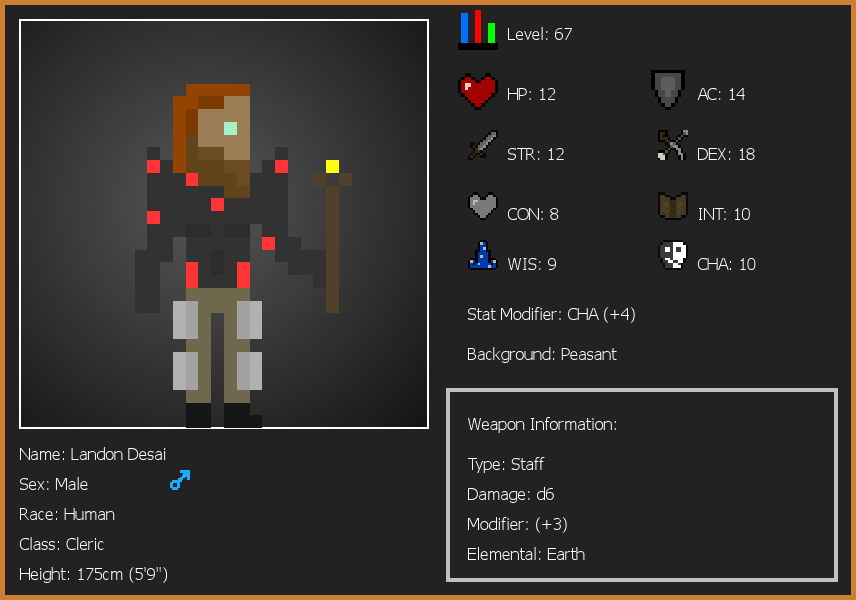 Level: 67
HP: 12
AC: 14
STR: 12
DEX: 18
CON: 8
INT: 10
WIS: 9
CHA: 10
Stat Modifier: CHA (+4)
Background: Peasant
Weapon Information:
Type: Staff
Damage: d6
Modifier: (+3)
Elemental: Earth
Name: Landon Desai
Sex: Male
Race: Human
Class: Cleric
Height: 175cm (5'9")